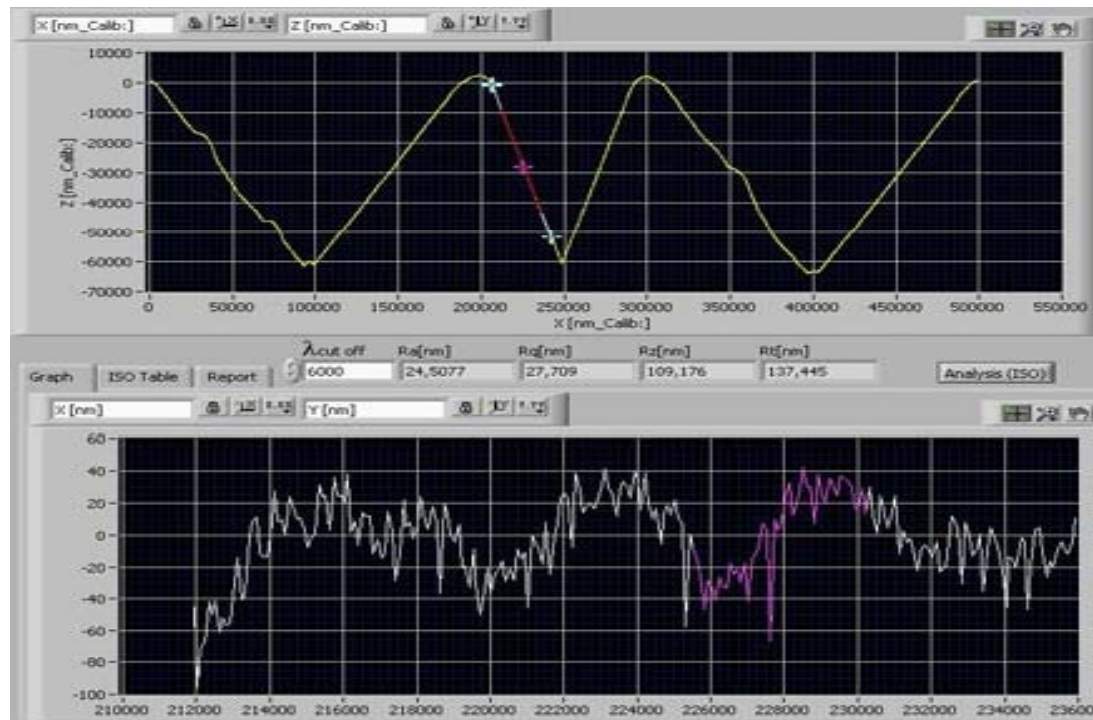 X [nm_Calib:] Z [nm_Calib:]
10000
0
-10000
-20000
-30000
-40000
-50000
-60000
-70000
Z [nm_Calib:]
0 50000 100000 150000 200000 250000 300000 350000 400000 450000 500000 550000
X [nm_Calib:]
λcut off Ra[nm] Rq[nm] Rz[nm] Rt[nm]
Graph ISO Table Report 6000 24,5077 27,709 109,176 137,445 Analysis (ISO)
X [nm] Y [nm]
60
40
20
0
-20
-40
-60
-80
-100
210000 212000 214000 216000 218000 220000 222000 224000 226000 228000 230000 232000 234000 236000